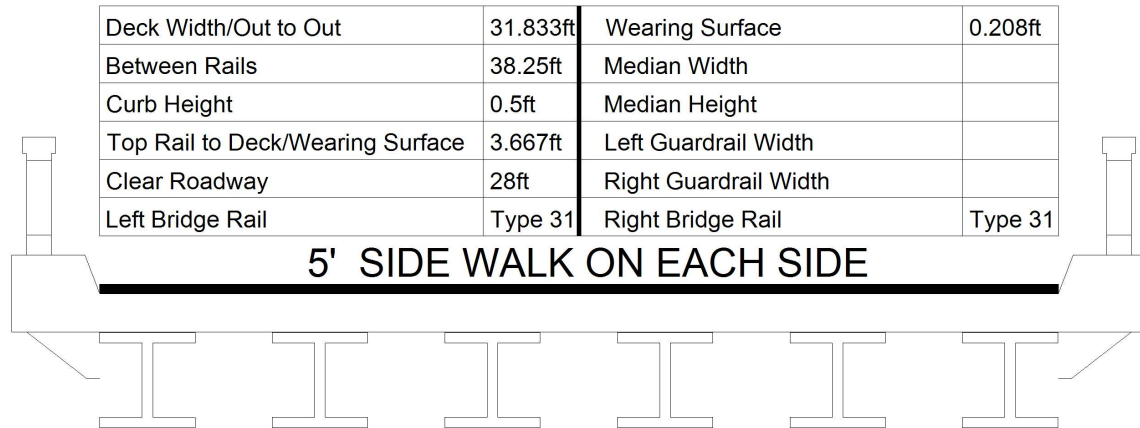 Deck Width/Out to Out 31.833ft Wearing Surface 0.208ft
Between Rails 38.25ft Median Width
Curb Height 0.5ft Median Height
Top Rail to Deck/Wearing Surface 3.667ft Left Guardrail Width
Clear Roadway 28ft Right Guardrail Width
Left Bridge Rail Type 31 Right Bridge Rail Type 31
5' SIDE WALK ON EACH SIDE